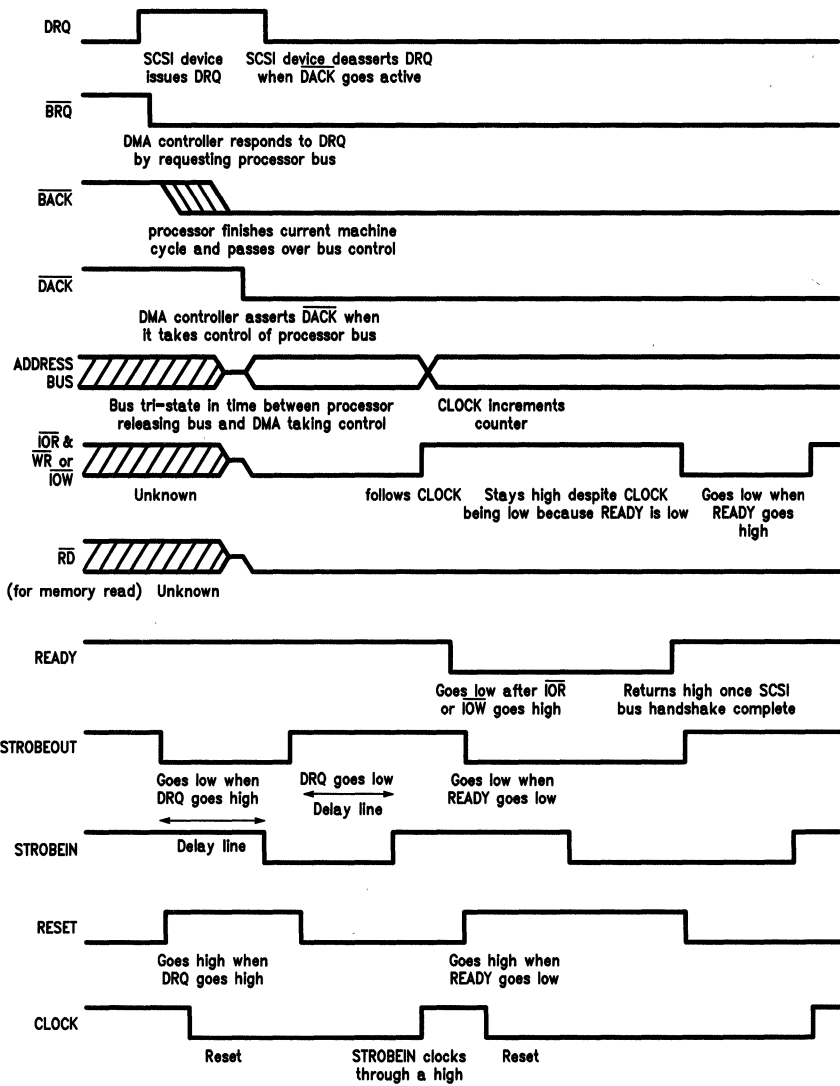 DRQ
SCSI device SCSI device deasserts DRQ
issues DRQ when DACK goes active
BRQ
DMA controller responds to DRQ
by requesting processor bus
BACK
processor finishes current machine
cycle and passes over bus control
DACK
DMA controller asserts DACK when
it takes control of processor bus
ADDRESS
BUS
Bus tri-state in time between processor CLOCK increments
releasing bus and DMA taking control counter
IOR &
WR or
IOW
Unknown follows CLOCK Stays high despite CLOCK Goes low when
being low because READY is low READY goes
high
RD
(for memory read) Unknown
READY
Goes low after IOR Returns high once SCSI
or IOW goes high bus handshake complete
STROBEOUT
Goes low when DRQ goes low Goes low when
DRQ goes high Delay line READY goes low
STROBEIN Delay line
RESET
Goes high when Goes high when
DRQ goes high READY goes low
CLOCK
Reset STROBEIN clocks Reset
through a high